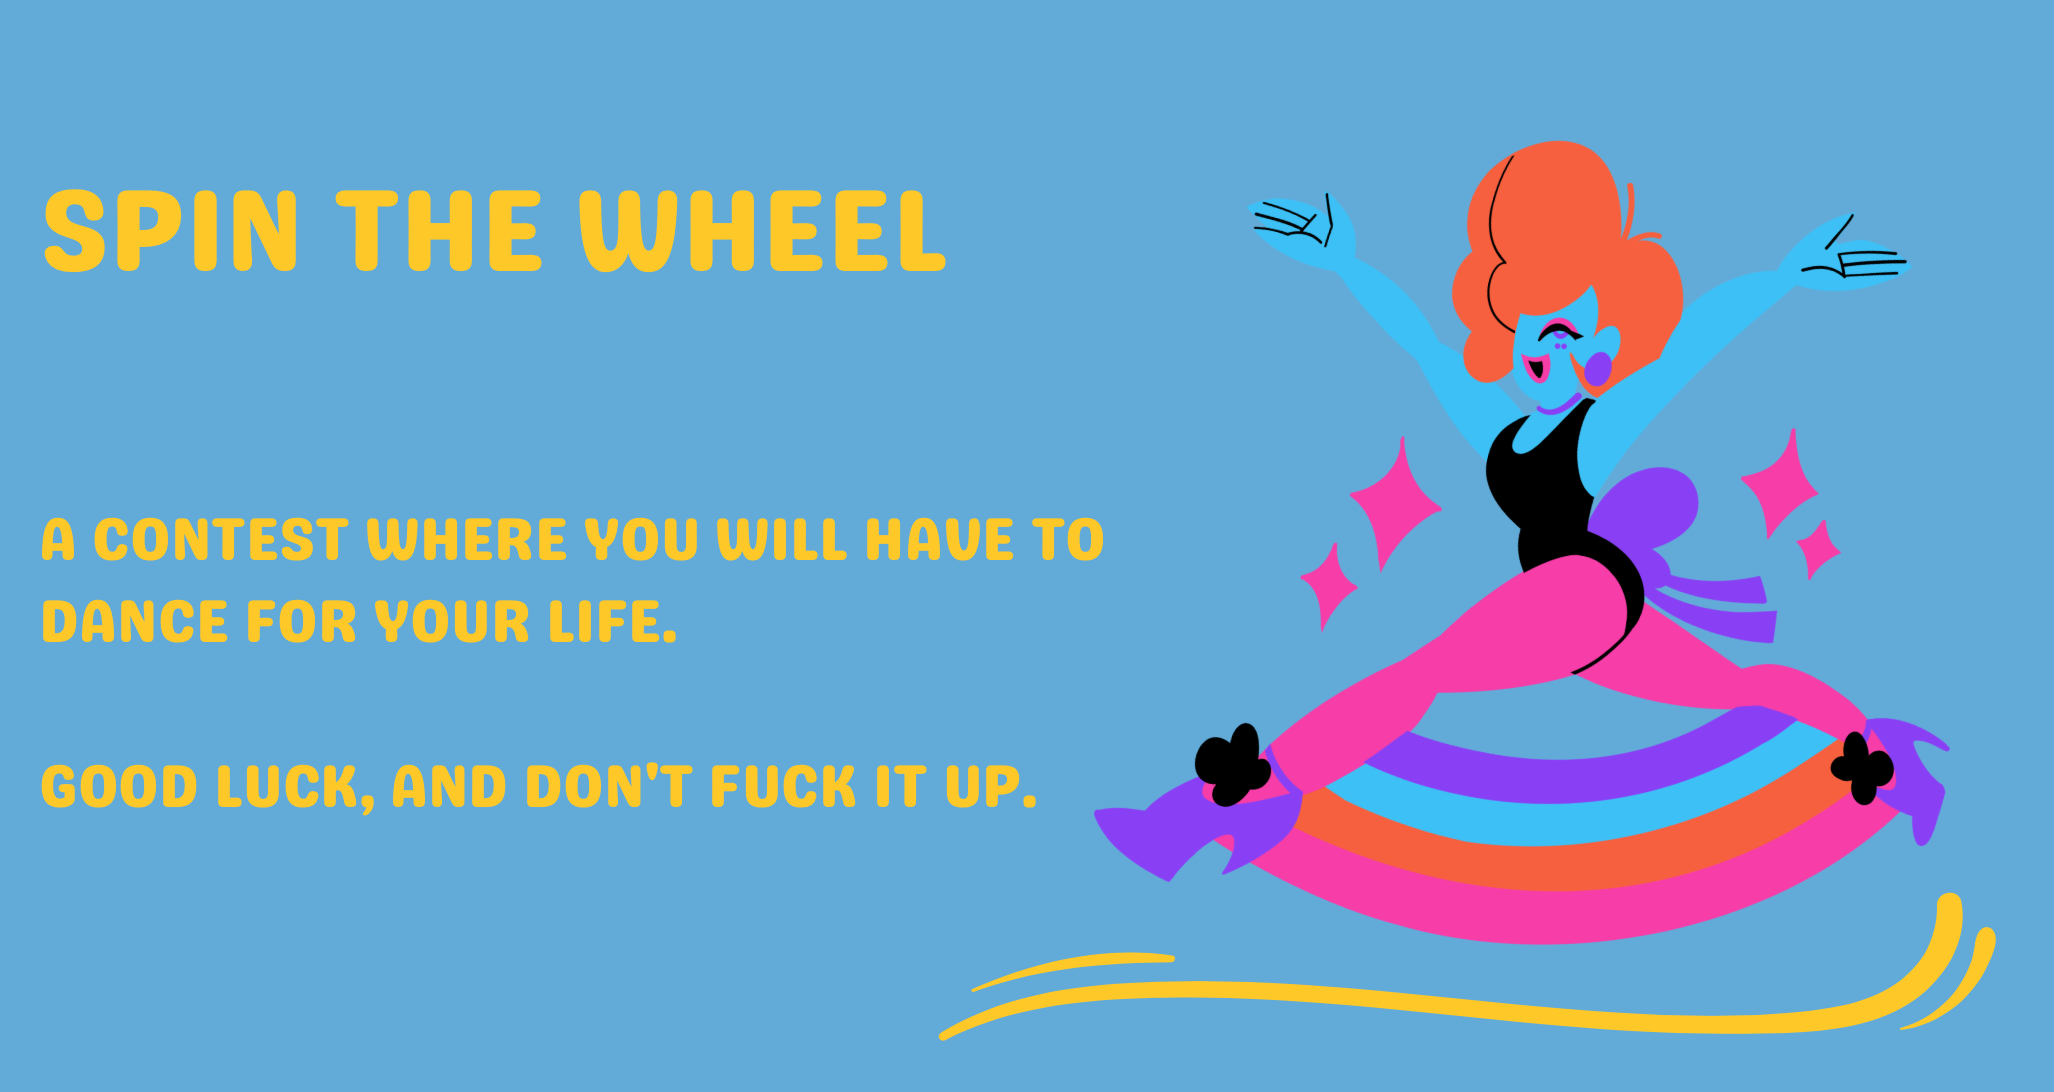 SPIN THE WHEEL
A CONTEST WHERE YOU WILL HAVE TO
DANCE FOR YOUR LIFE.
GOOD LUCK, AND DON'T FUCK IT UP.